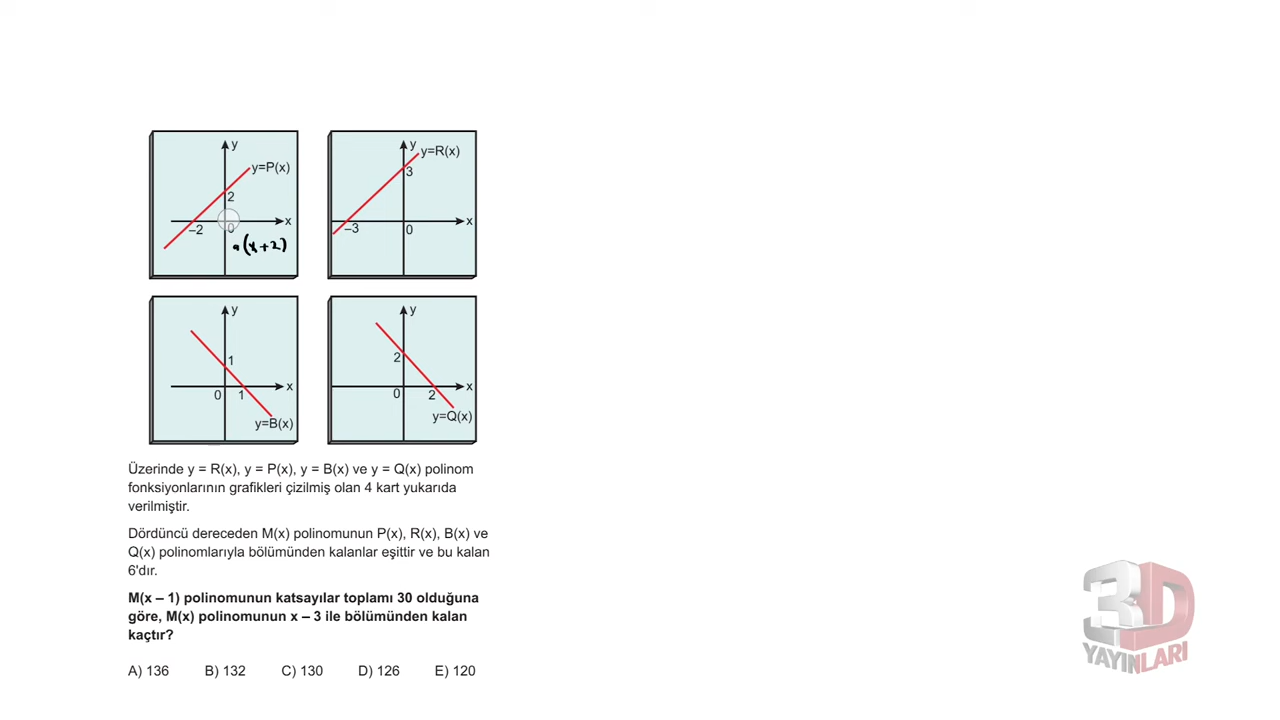 y
y=P(x)
2
x
–2
0
a(x+2)
y
y=R(x)
3
x
–3
0
y
1
x
0
1
y=B(x)
y
2
x
0
2
y=Q(x)
Üzerinde y = R(x), y = P(x), y = B(x) ve y = Q(x) polinom
fonksiyonlarının grafikleri çizilmiş olan 4 kart yukarıda
verilmiştir.
Dördüncü dereceden M(x) polinomunun P(x), R(x), B(x) ve
Q(x) polinomlarıyla bölümünden kalanlar eşittir ve bu kalan
6'dır.
M(x – 1) polinomunun katsayılar toplamı 30 olduğuna
göre, M(x) polinomunun x – 3 ile bölümünden kalan
kaçtır?
A) 136 B) 132 C) 130 D) 126 E) 120
3D
YAYINLARI